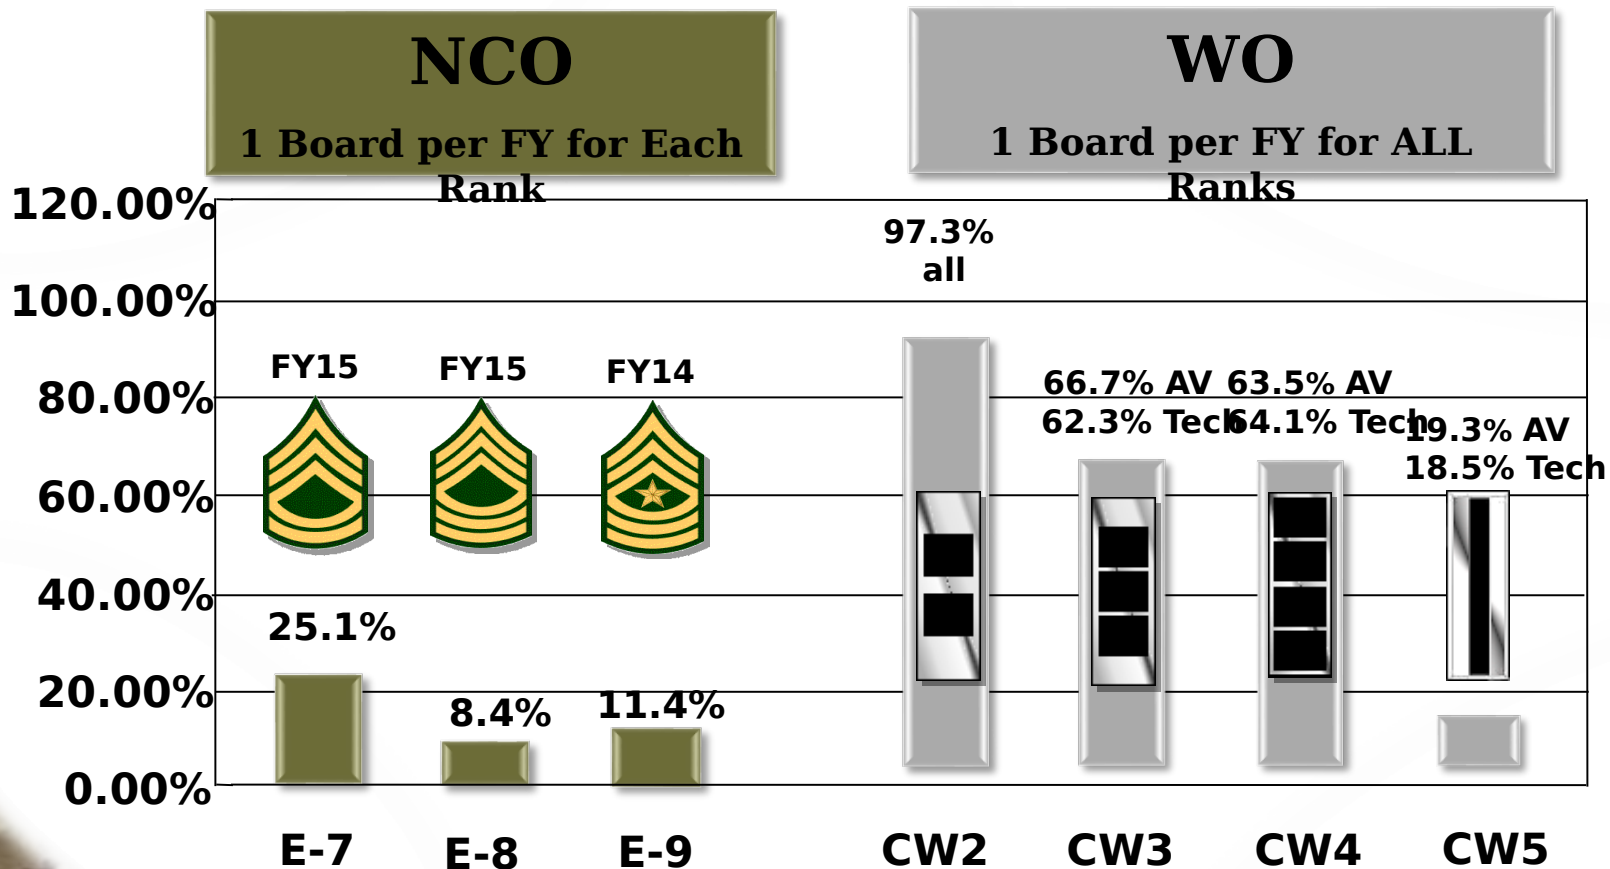 NCO
1 Board per FY for Each
Rank
WO
1 Board per FY for ALL
Ranks
120.00%
100.00%
80.00%
60.00%
40.00%
20.00%
0.00%
FY15
FY15
FY14
25.1%
8.4%
11.4%
97.3%
all
66.7% AV
62.3% Tech
63.5% AV
64.1% Tech
19.3% AV
18.5% Tech
E-7
E-8
E-9
CW2
CW3
CW4
CW5